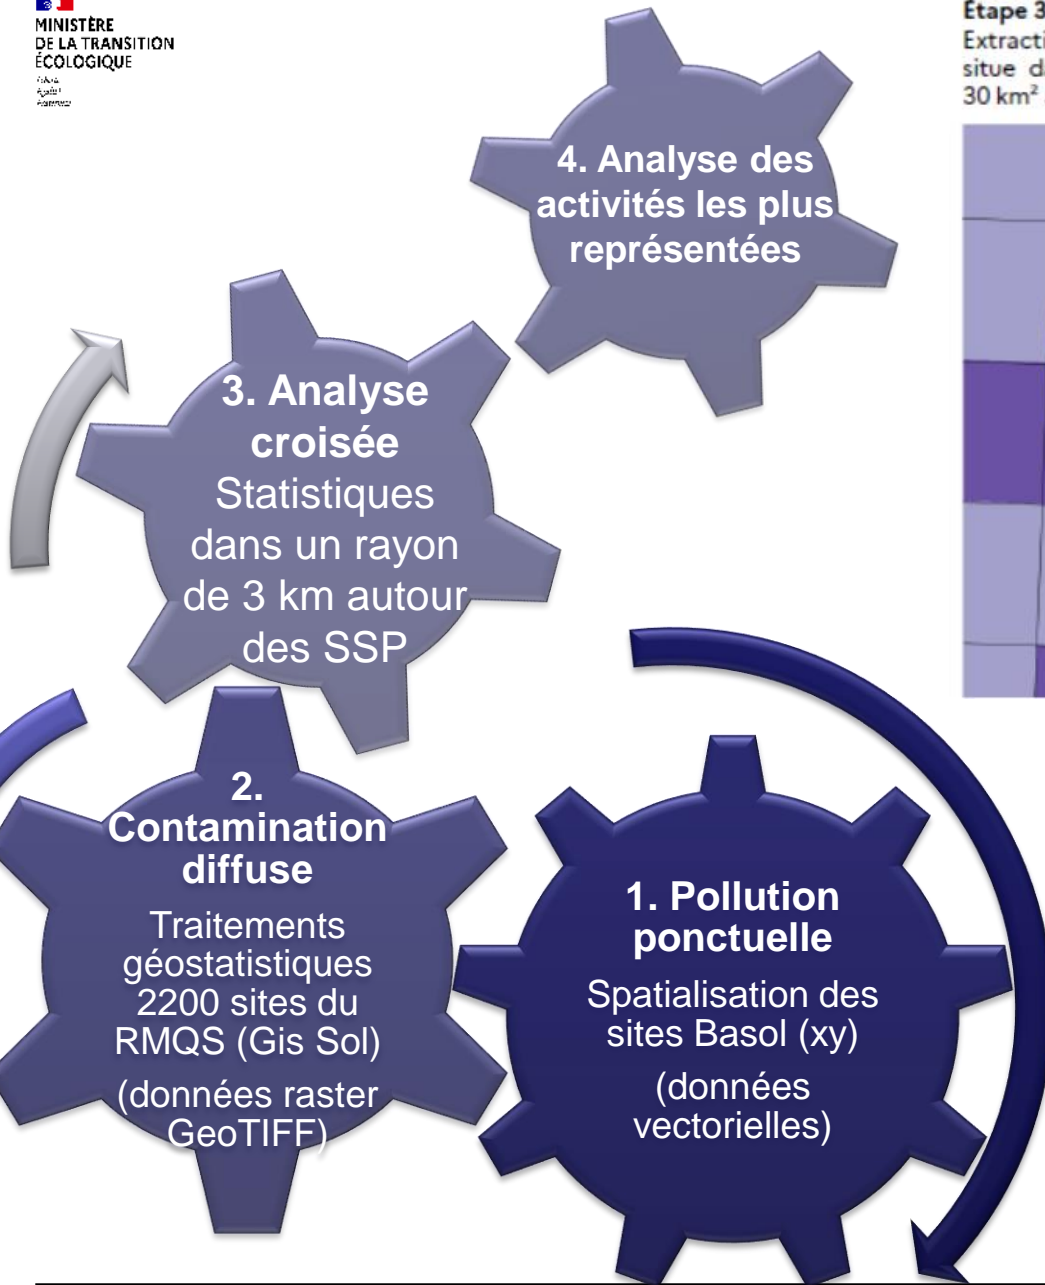 MINISTÈRE
DE LA TRANSITION
ÉCOLOGIQUE
Étape 3
Extracti
situe d
30 km²
4. Analyse des
activités les plus
représentées
3. Analyse
croisée
Statistiques
dans un rayon
de 3 km autour
des SSP
2.
Contamination
diffuse
Traitements
géostatistiques
2200 sites du
RMQS (Gis Sol)
(données raster
GeoTIFF)
1. Pollution
ponctuelle
Spatialisation des
sites Basol (xy)
(données
vectorielles)